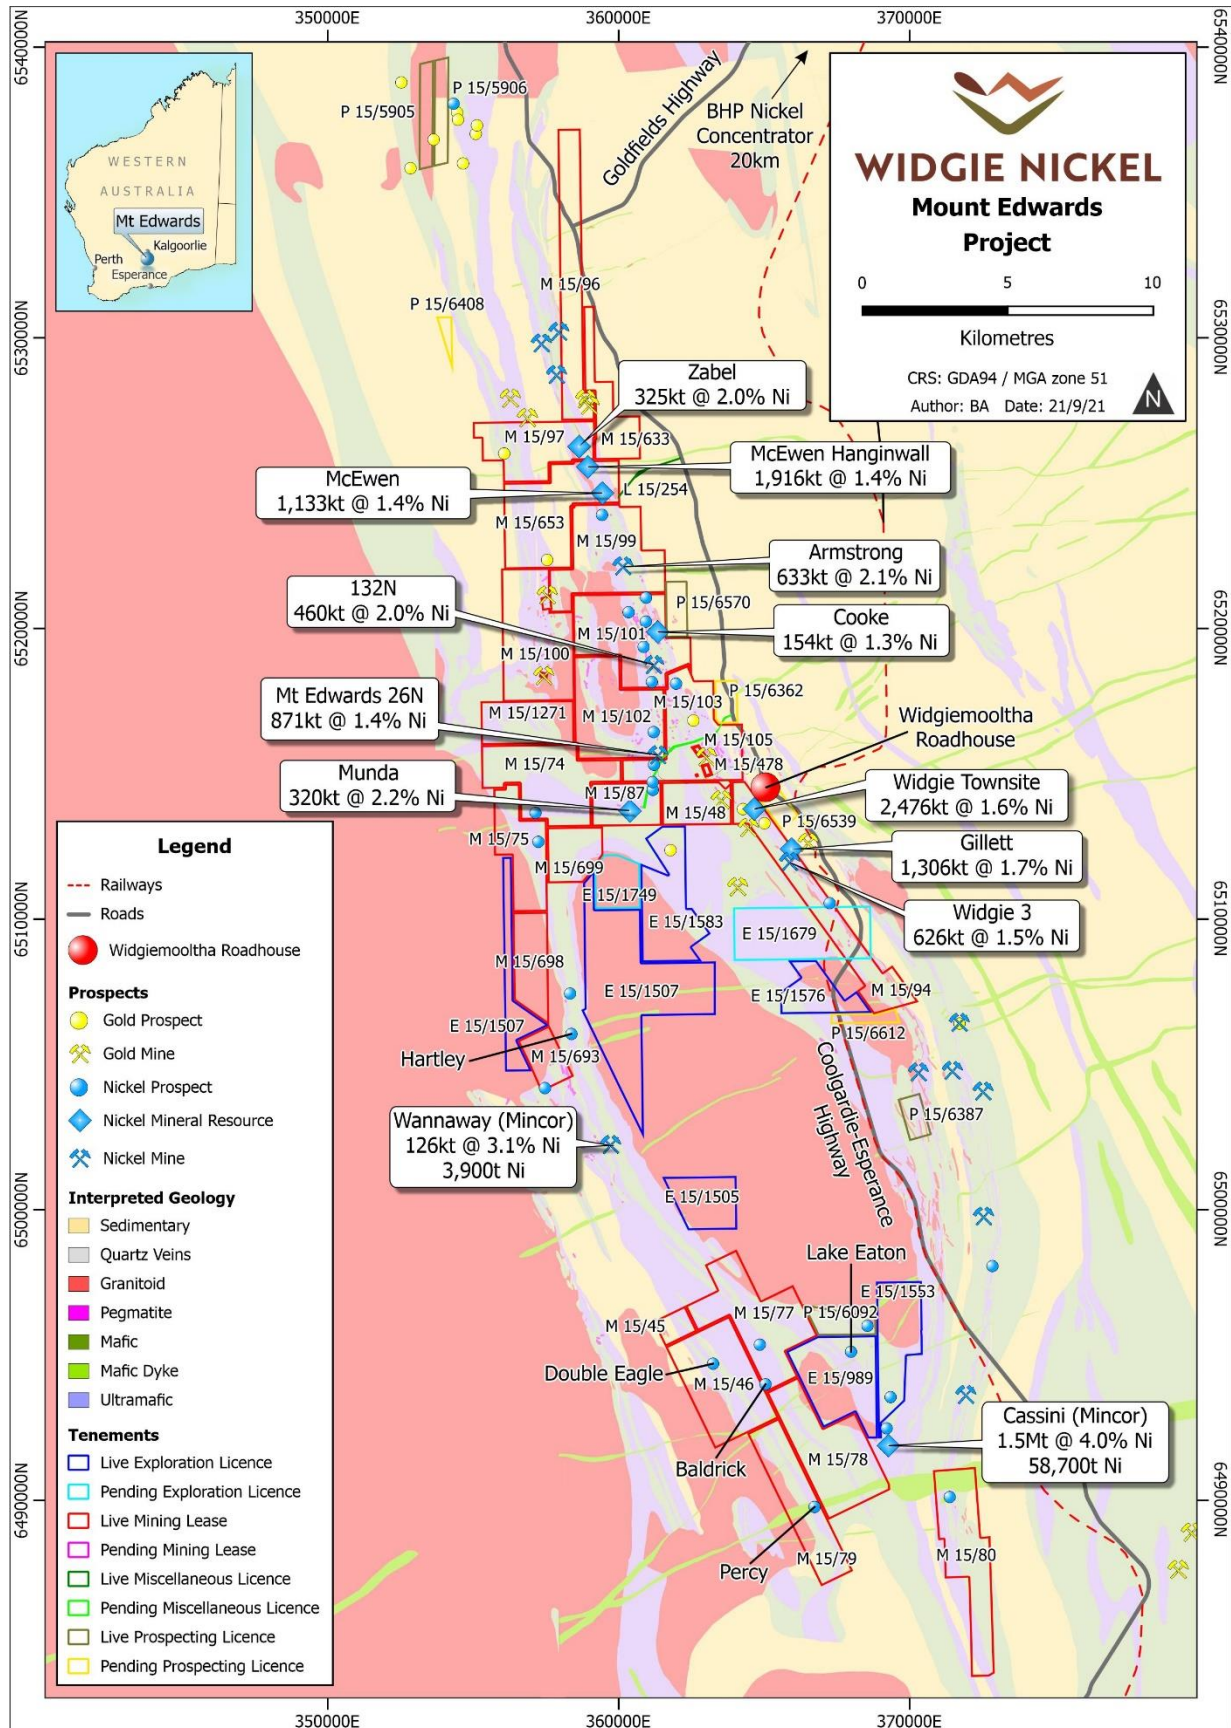 350000E
360000E
370000E
6540000N
6540000N
P 15/5906
P 15/5905
Goldfields Highway
BHP Nickel
Concentrator
20km
WESTERN
AUSTRALIA
Mt Edwards
Kalgoorlie
Perth
Esperance
WIDGIE NICKEL
Mount Edwards
Project
0
5
10
Kilometres
CRS: GDA94 / MGA zone 51
Author: BA   Date: 21/9/21
N
M 15/96
P 15/6408
6530000N
6530000N
Zabel
325kt @ 2.0% Ni
M 15/97
M 15/633
McEwen Hanginwall
1,916kt @ 1.4% Ni
McEwen
1,133kt @ 1.4% Ni
L 15/254
M 15/653
M 15/99
Armstrong
633kt @ 2.1% Ni
132N
460kt @ 2.0% Ni
P 15/6570
Cooke
154kt @ 1.3% Ni
6520000N
6520000N
M 15/101
M 15/100
P 15/6362
M 15/103
Mt Edwards 26N
871kt @ 1.4% Ni
M 15/1271
M 15/102
Widgiemooltha
Roadhouse
M 15/105
M 15/74
M 15/478
Munda
320kt @ 2.2% Ni
M 15/87
M 15/48
Widgie Townsite
2,476kt @ 1.6% Ni
P 15/6539
M 15/75
M 15/699
Gillett
1,306kt @ 1.7% Ni
E 15/1749
Widgie 3
626kt @ 1.5% Ni
6510000N
6510000N
E 15/1583
E 15/1679
M 15/698
E 15/1507
E 15/1576
M 15/94
E 15/1507
P 15/6612
Hartley
M 15/693
Coolgardie-Esperance
Highway
P 15/6387
Wannaway (Mincor)
126kt @ 3.1% Ni
3,900t Ni
6500000N
6500000N
E 15/1505
Lake Eaton
E 15/1553
M 15/77
P 15/6092
M 15/45
Double Eagle
M 15/46
E 15/989
Cassini (Mincor)
1.5Mt @ 4.0% Ni
58,700t Ni
Baldrick
M 15/78
6490000N
6490000N
Percy
M 15/79
M 15/80
Legend
Railways
Roads
Widgiemooltha Roadhouse
Prospects
Gold Prospect
Gold Mine
Nickel Prospect
Nickel Mineral Resource
Nickel Mine
Interpreted Geology
Sedimentary
Quartz Veins
Granitoid
Pegmatite
Mafic
Mafic Dyke
Ultramafic
Tenements
Live Exploration Licence
Pending Exploration Licence
Live Mining Lease
Pending Mining Lease
Live Miscellaneous Licence
Pending Miscellaneous Licence
Live Prospecting Licence
Pending Prospecting Licence
350000E
360000E
370000E